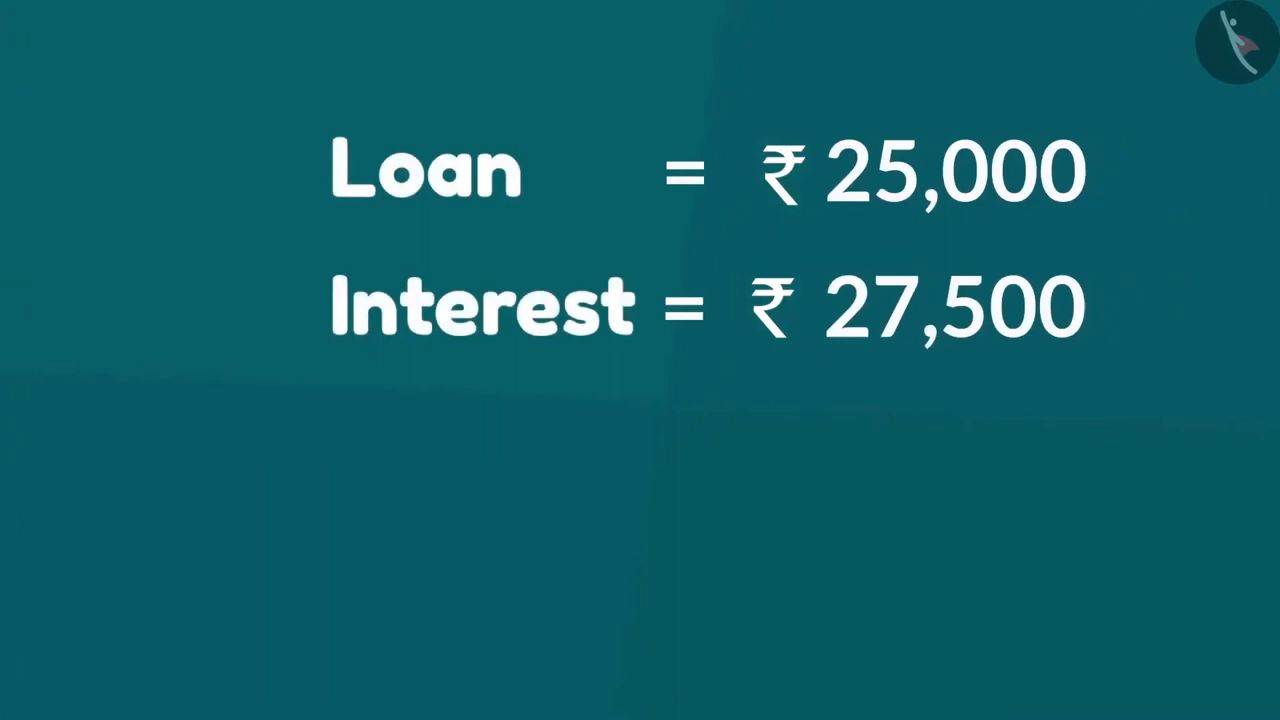 Loan = ₹ 25,000
Interest = ₹ 27,500